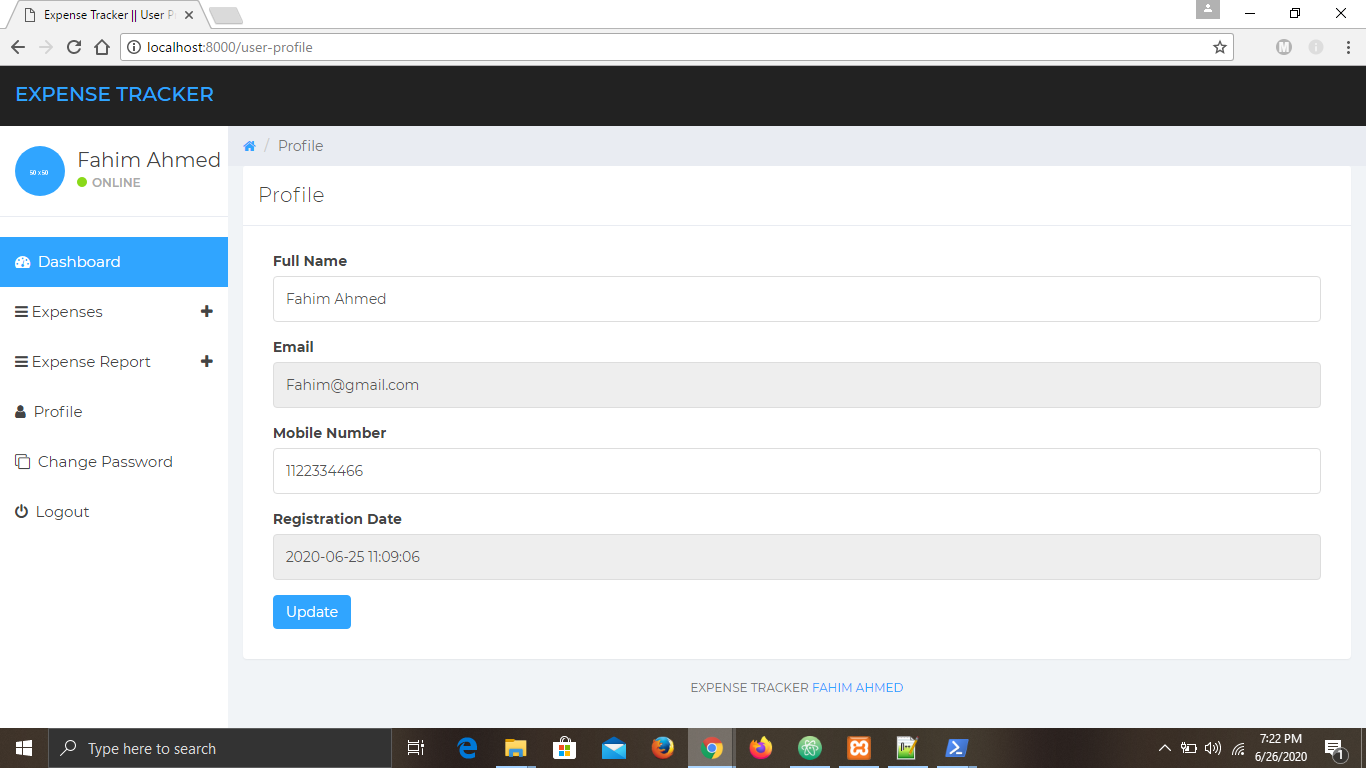 Expense Tracker || User P
localhost:8000/user-profile
EXPENSE TRACKER
50 x 50
Fahim Ahmed
ONLINE
Dashboard
Expenses
Expense Report
Profile
Change Password
Logout
/ Profile
Profile
Full Name
Fahim Ahmed
Email
Fahim@gmail.com
Mobile Number
1122334466
Registration Date
2020-06-25 11:09:06
Update
EXPENSE TRACKER FAHIM AHMED
Type here to search
7:22 PM
6/26/2020
1